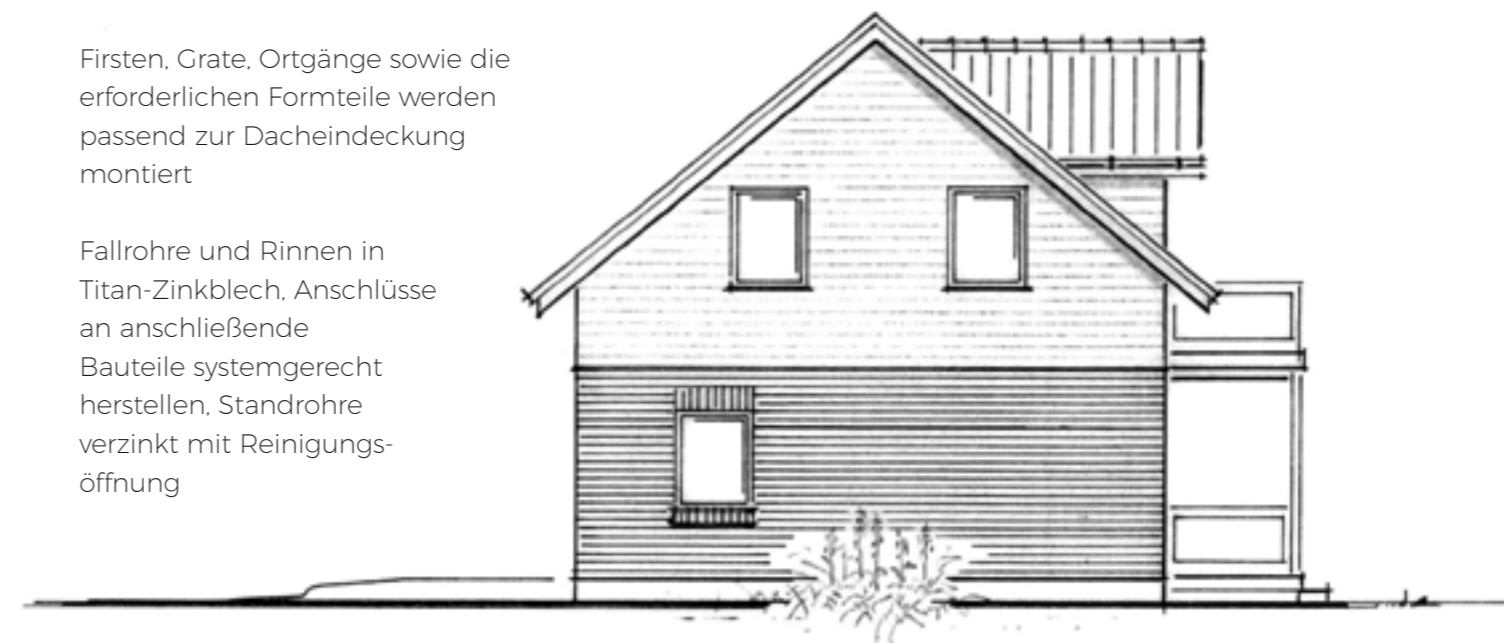 Firsten, Grate, Ortgänge sowie die
erforderlichen Formteile werden
passend zur Dacheindeckung
montiert
Fallrohre und Rinnen in
Titan-Zinkblech, Anschlüsse
an anschließende
Bauteile systemgerecht
herstellen, Standrohre
verzinkt mit Reinigungs-
öffnung